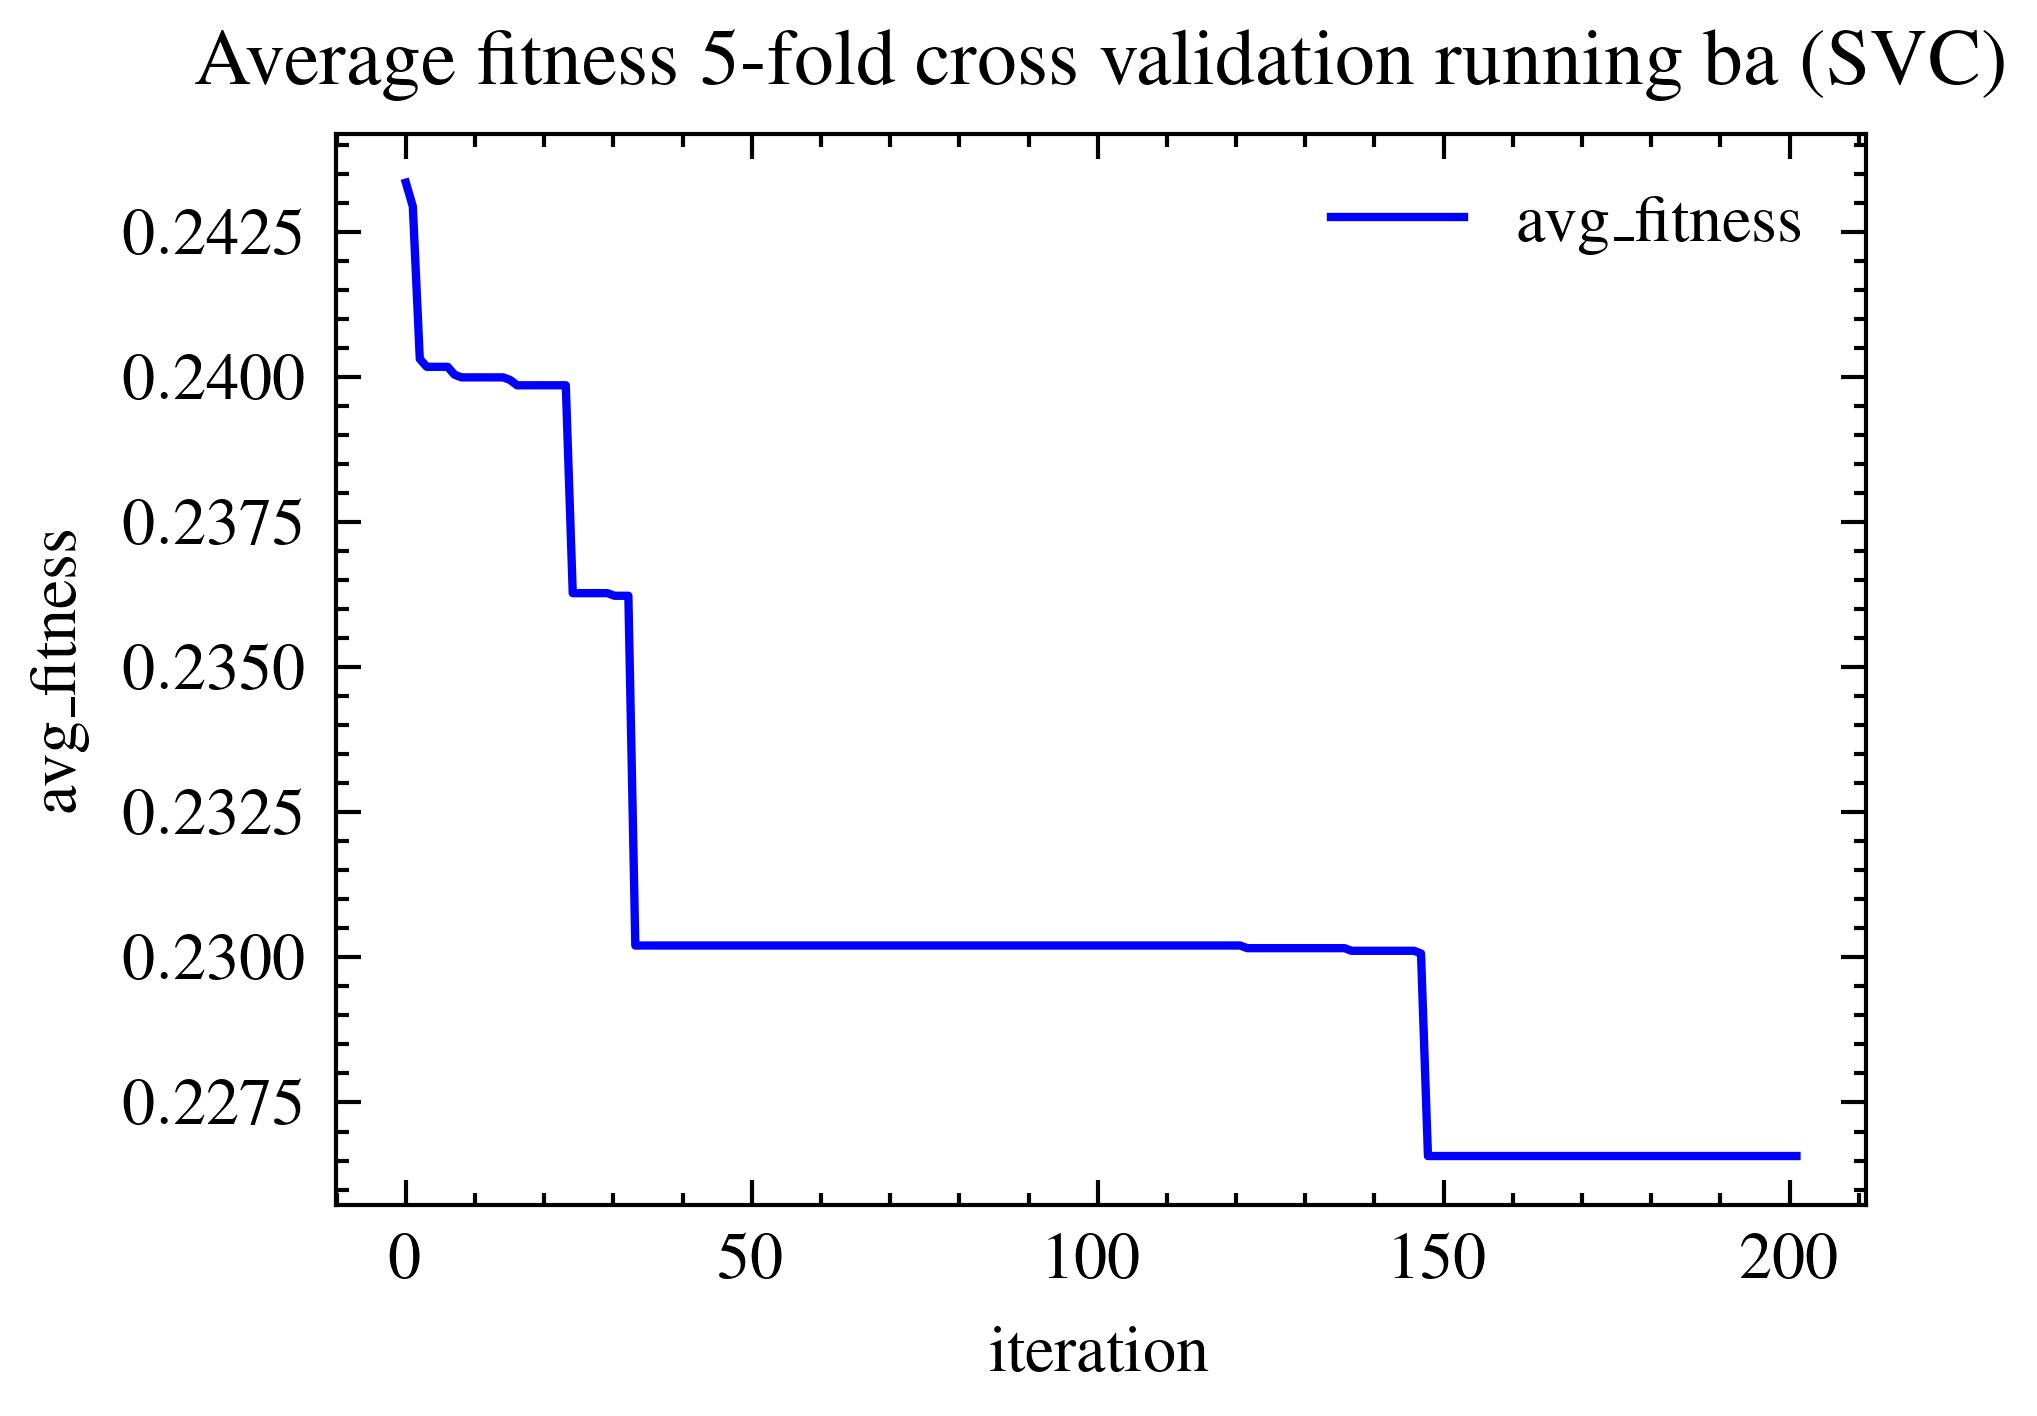 Average fitness 5-fold cross validation running ba (SVC)
avg_fitness
0.2425
0.2400
0.2375
0.2350
0.2325
0.2300
0.2275
avg_fitness
0 50 100 150 200
iteration